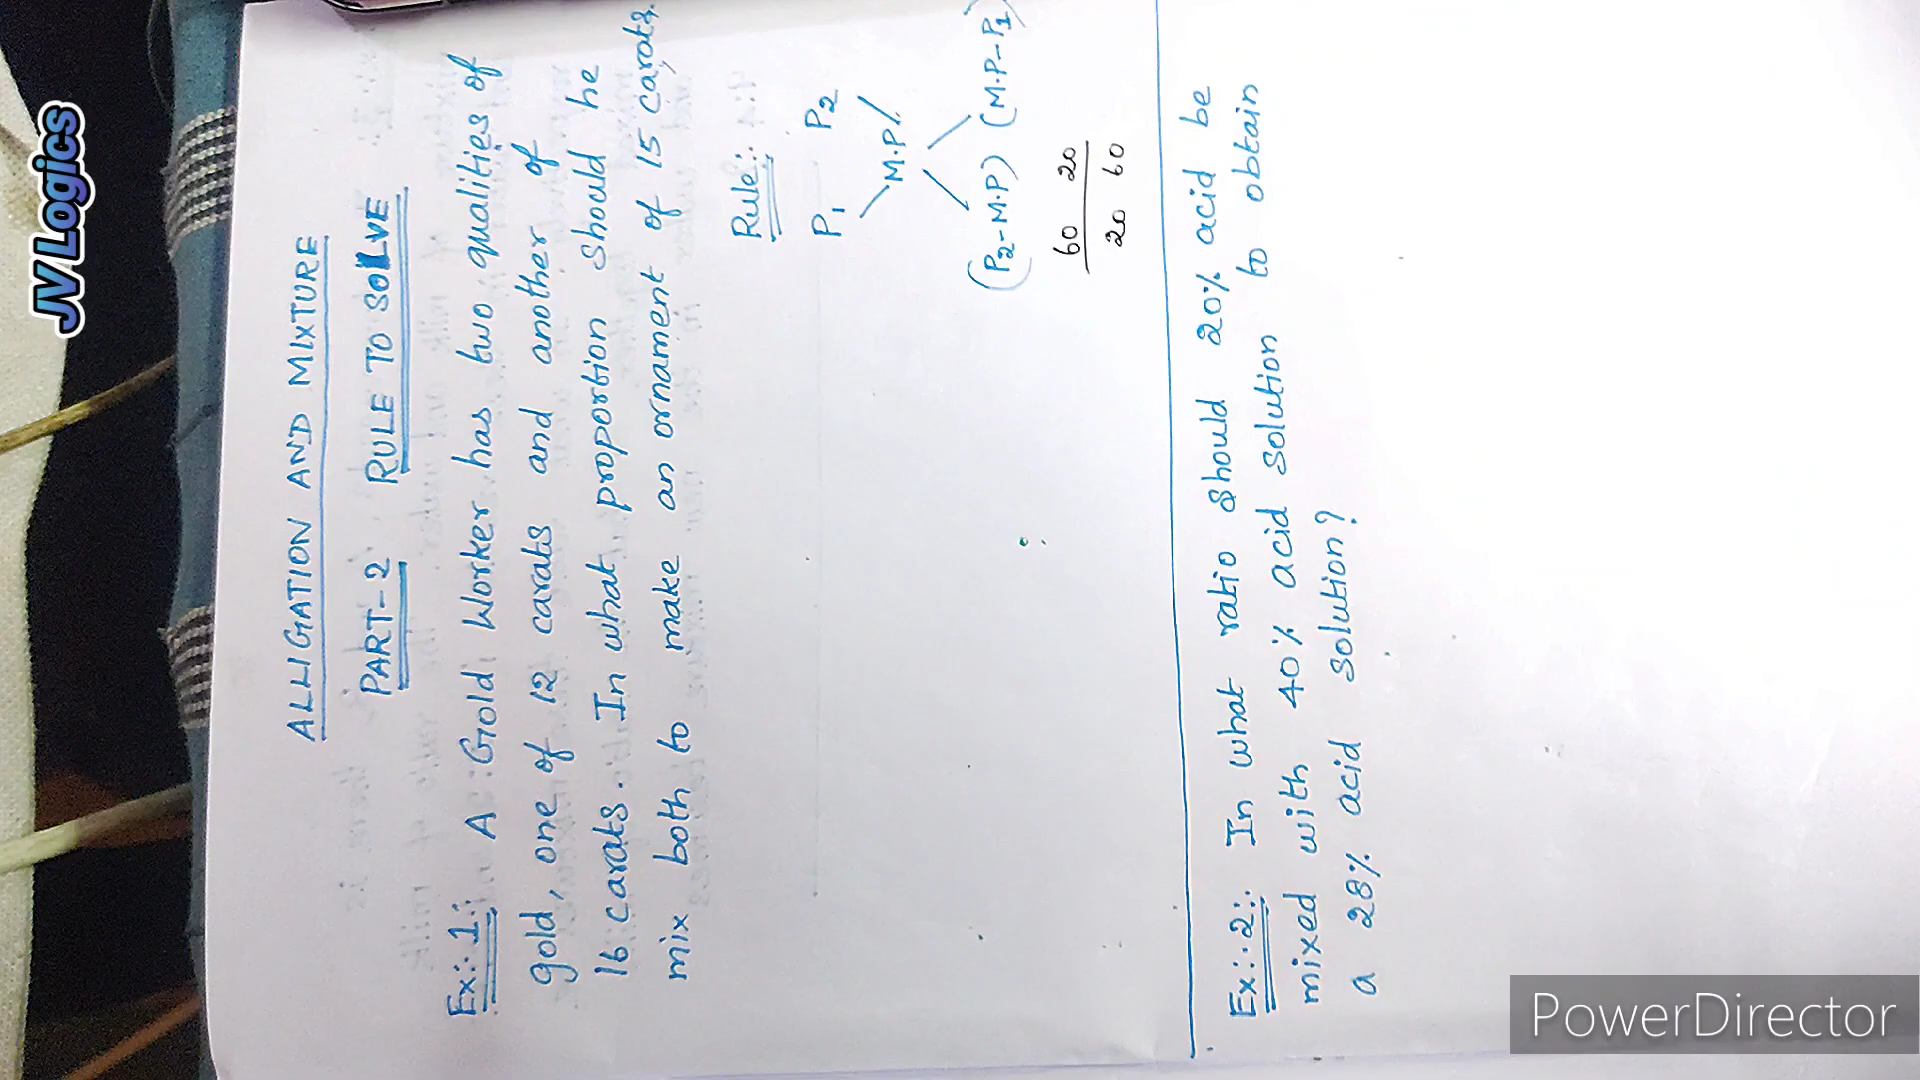 JV Logics
ALLIGATION AND MIXTURE
PART-2 RULE TO SOLVE
Ex:-1: A Gold Worker has two qualities of
gold, one of 12 carats and another of
16 carats. In what proportion should he
mix both to make an ornament of 15 carats.
Rule:
P1 P2
M.P
(P2-M.P) (M.P-P1)
60 20
20 60
Ex:-2: In what ratio should 20% acid be
mixed with 40% acid solution to obtain
a 28% acid solution?
PowerDirector